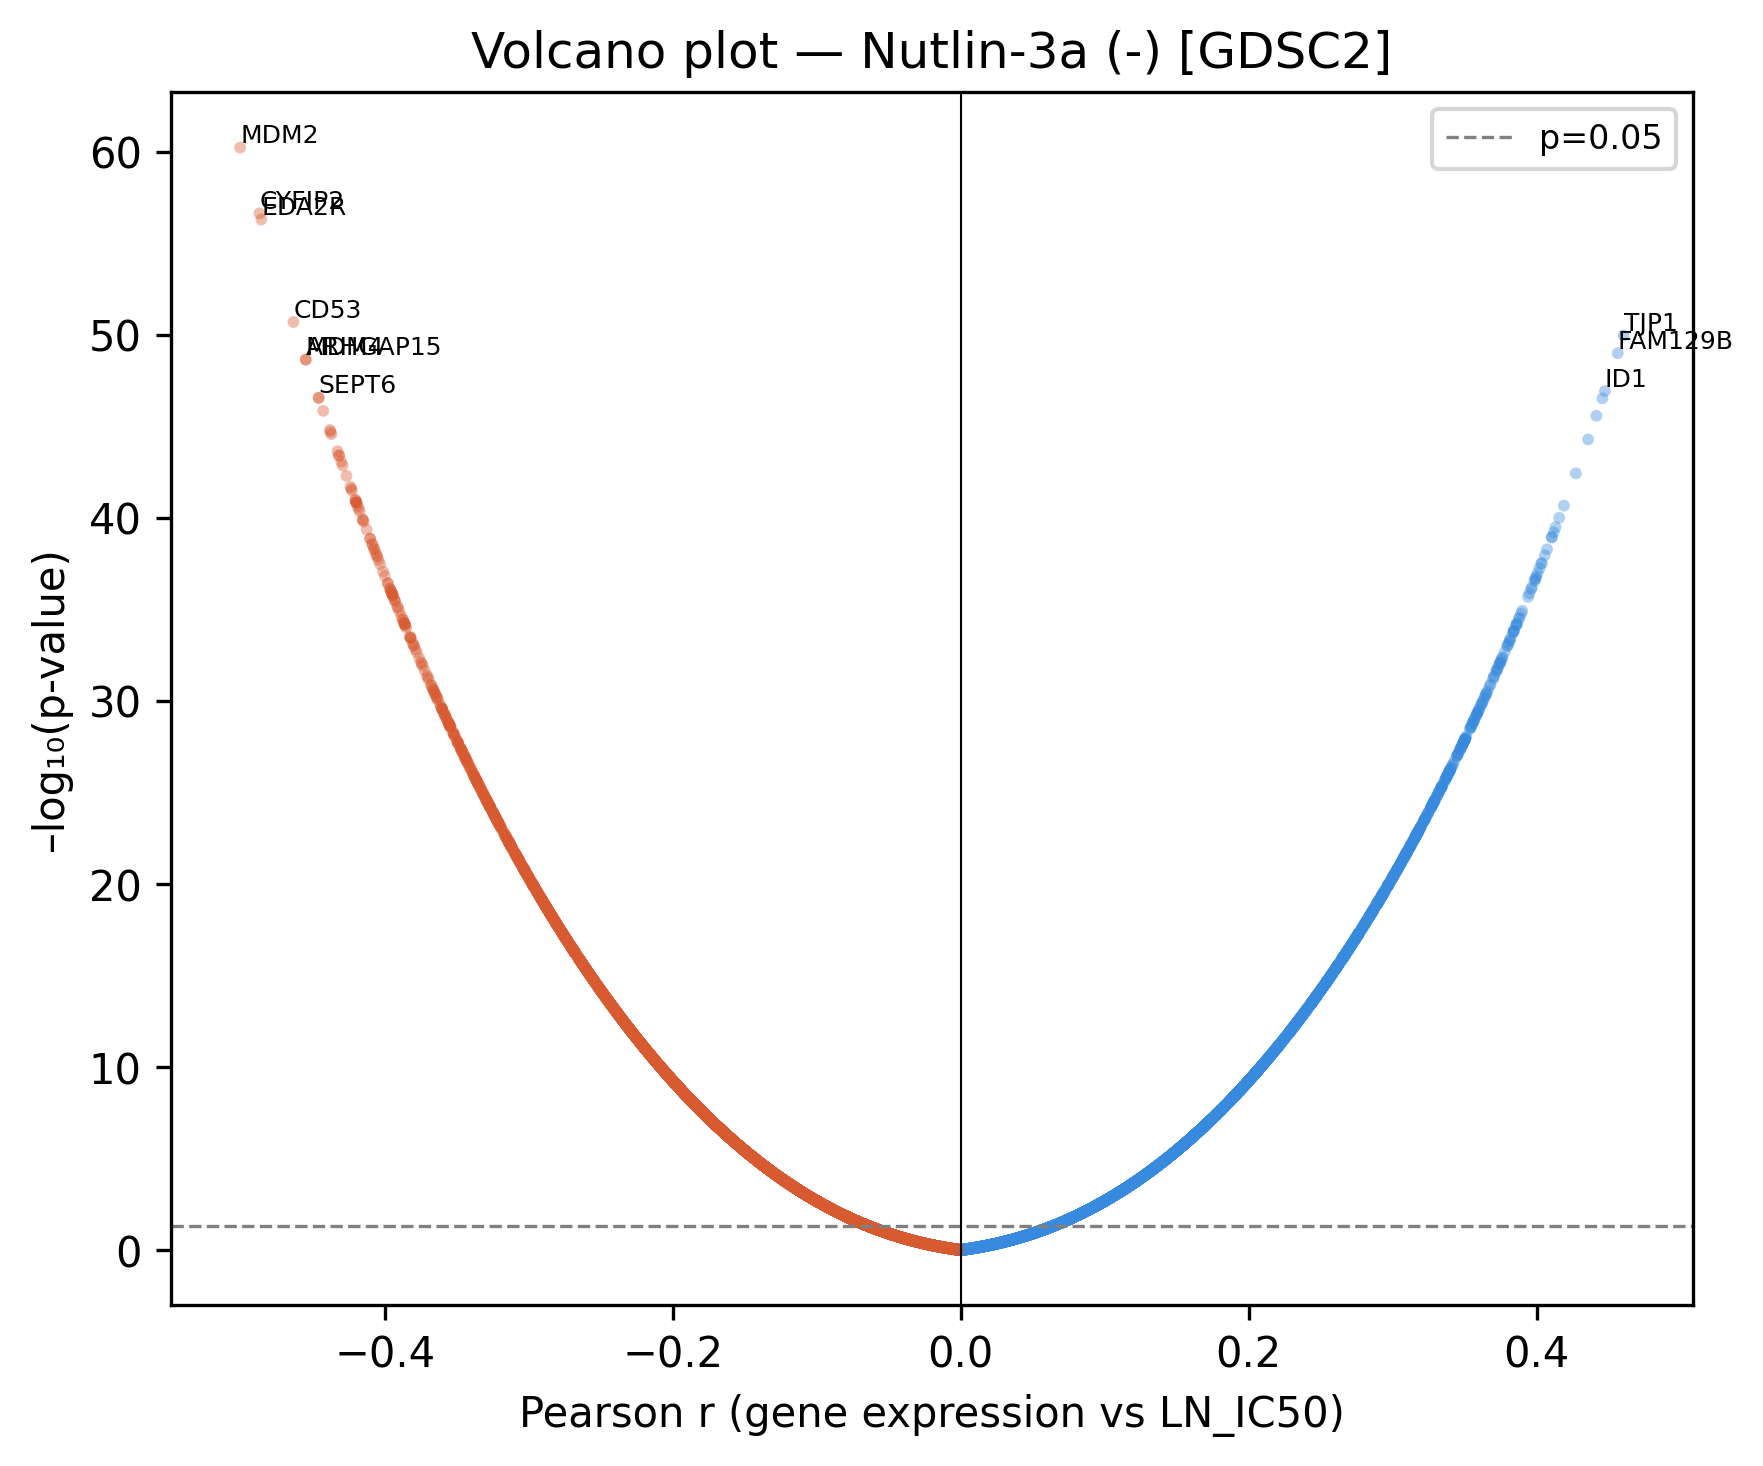 Volcano plot — Nutlin-3a (-) [GDSC2]
p=0.05
MDM2
CYFIP2
EDA2R
CD53
ARHGAP15
SEPT6
TJP1
FAM129B
ID1
60
50
40
30
20
10
0
−log₁₀(p-value)
−0.4 −0.2 0.0 0.2 0.4
Pearson r (gene expression vs LN_IC50)